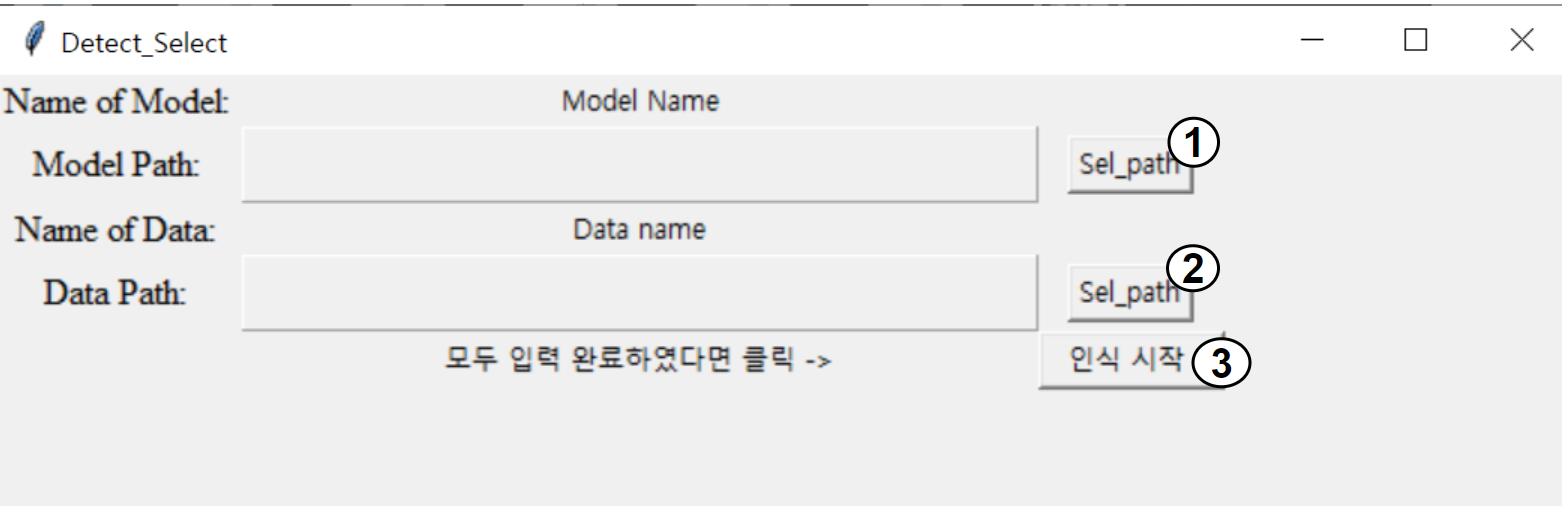 Detect_Select
Name of Model: Model Name
Model Path: Sel_path 1
Name of Data: Data name
Data Path: Sel_path 2
모두 입력 완료하였다면 클릭 -> 인식 시작 3